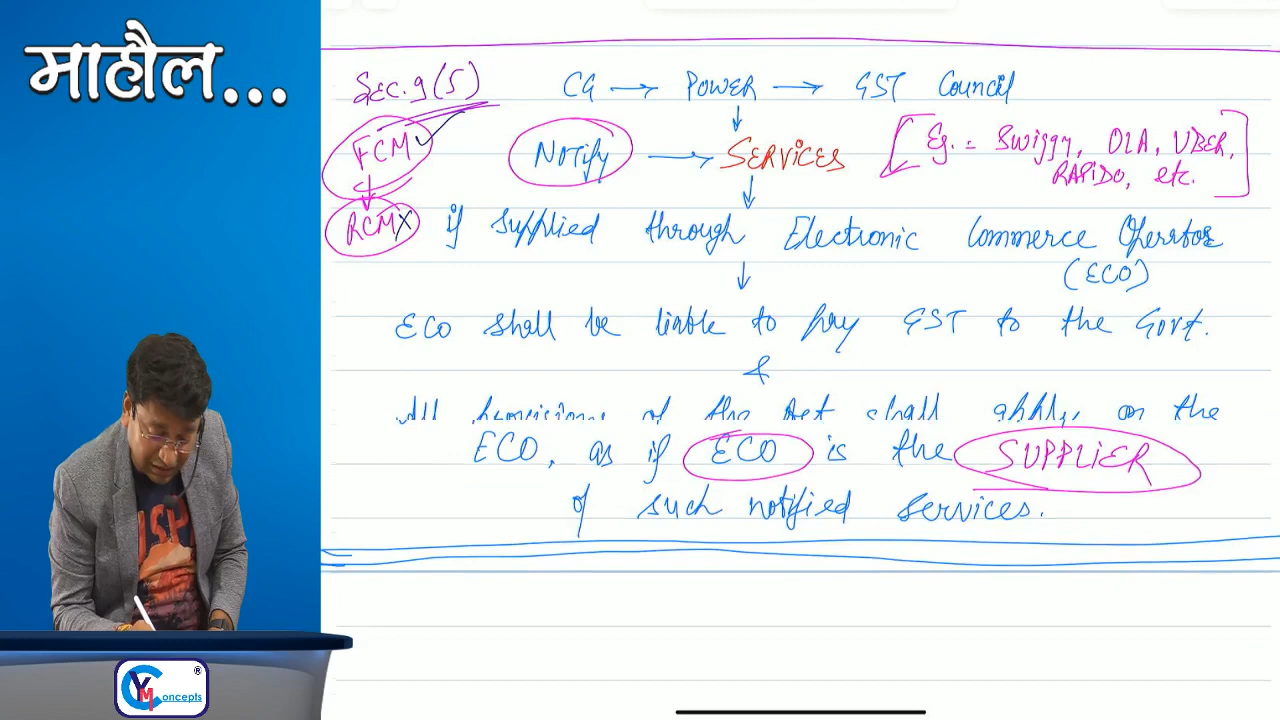 माहौल...
Sec. 9(5) CG → POWER → GST Council
FCM ✓ Notify → SERVICES [Eg. = Swiggy, OLA, UBER,
RAPIDO, etc.]
RCM X if supplied through Electronic Commerce Operator
(ECO)
ECO shall be liable to pay GST to the Govt.
&
All provisions of the Act shall apply on the
ECO, as if ECO is the SUPPLIER
of such notified services.
CYM Concepts ®